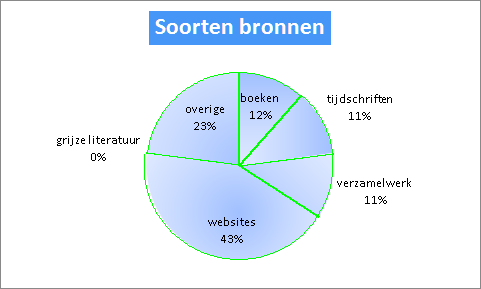 Soorten bronnen
boeken
12%
tijdschriften
11%
verzamelwerk
11%
websites
43%
grijze literatuur
0%
overige
23%